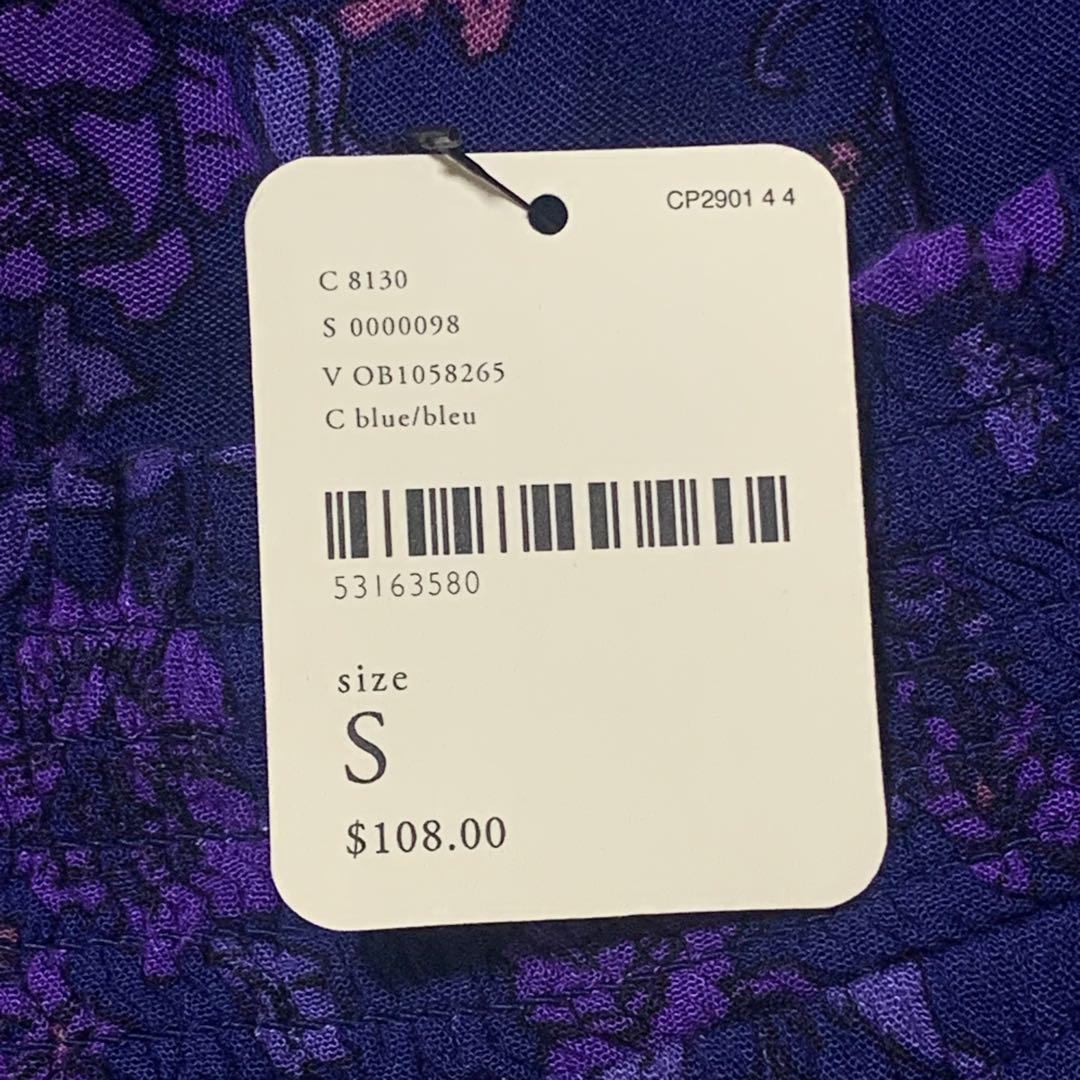 CP2901 4 4
C 8130
S 0000098
V OB1058265
C blue/bleu
53163580
size
S
$108.00